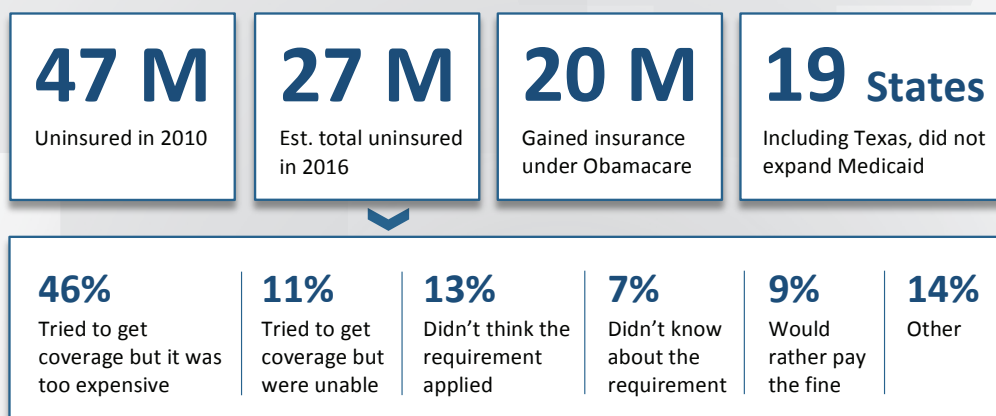 47 M
Uninsured in 2010
27 M
Est. total uninsured
in 2016
20 M
Gained insurance
under Obamacare
19 States
Including Texas, did not
expand Medicaid
46%
Tried to get
coverage but it was
too expensive
11%
Tried to get
coverage but
were unable
13%
Didn’t think the
requirement
applied
7%
Didn’t know
about the
requirement
9%
Would
rather pay
the fine
14%
Other